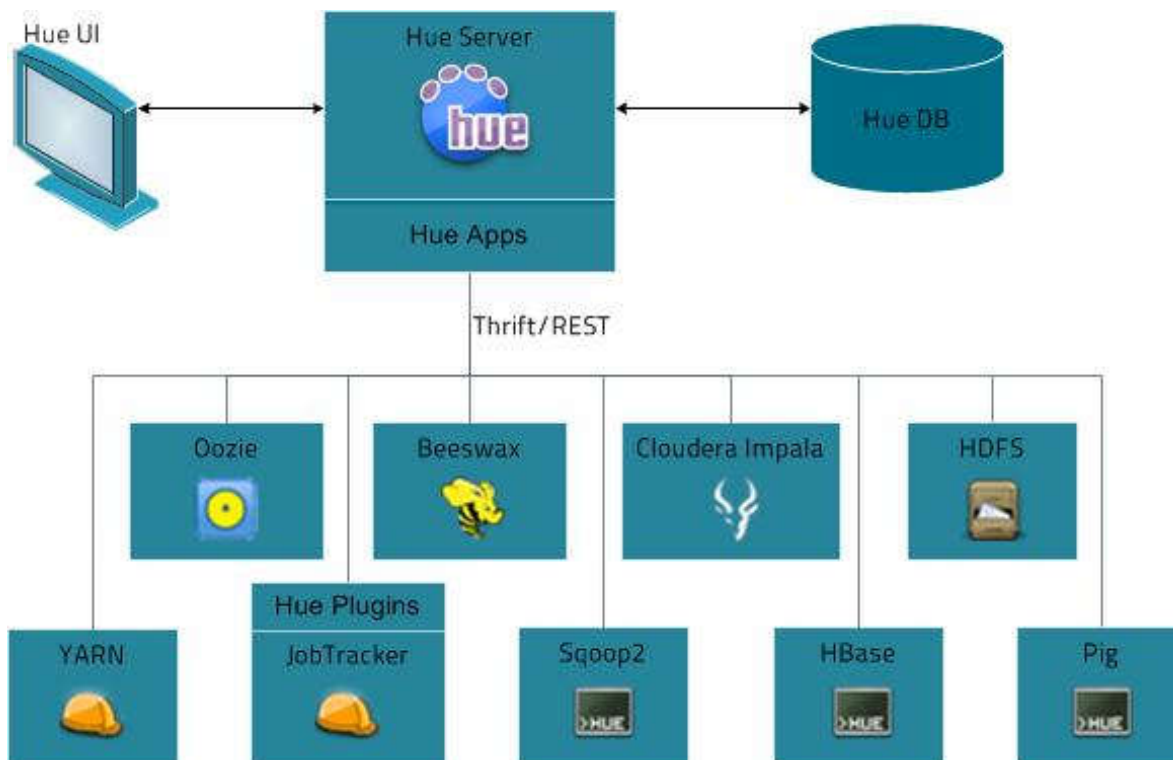 Hue UI
Hue Server
hue
Hue DB
Hue Apps
Thrift/REST
Oozie
Beeswax
Cloudera Impala
HDFS
Hue Plugins
YARN
JobTracker
Sqoop2
HBase
Pig
>HUE
>HUE
>HUE